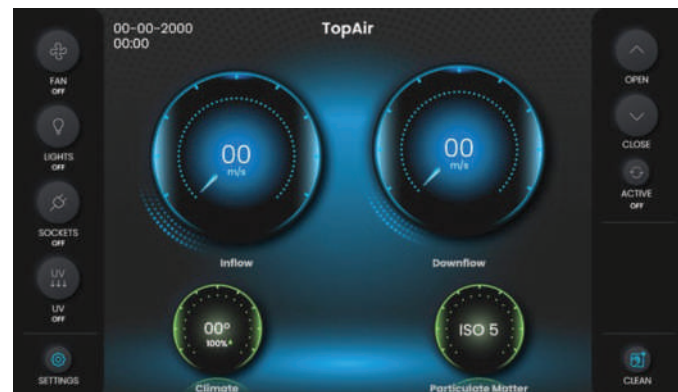 00-00-2000
00:00
TopAir
FAN
OFF
LIGHTS
OFF
SOCKETS
OFF
UV
UV
OFF
SETTINGS
00
m/s
Inflow
00
m/s
Downflow
00°
100%
Climate
ISO 5
Particulate Matter
OPEN
CLOSE
ACTIVE
OFF
CLEAN